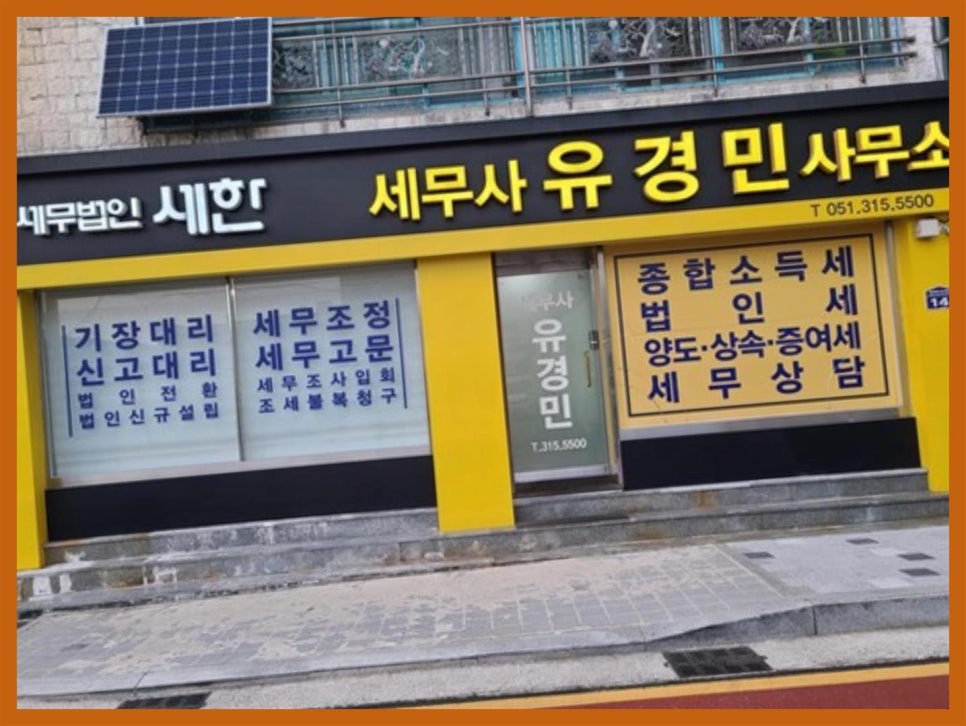 세무법인 세한
세무사 유경민 사무소
T 051.315.5500
기장대리
신고대리
법인전환
법인신규설립
세무조정
세무고문
세무조사입회
조세불복청구
세무사
유경민
T.315.5500
종합소득세
법인세
양도·상속·증여세
세무상담
14